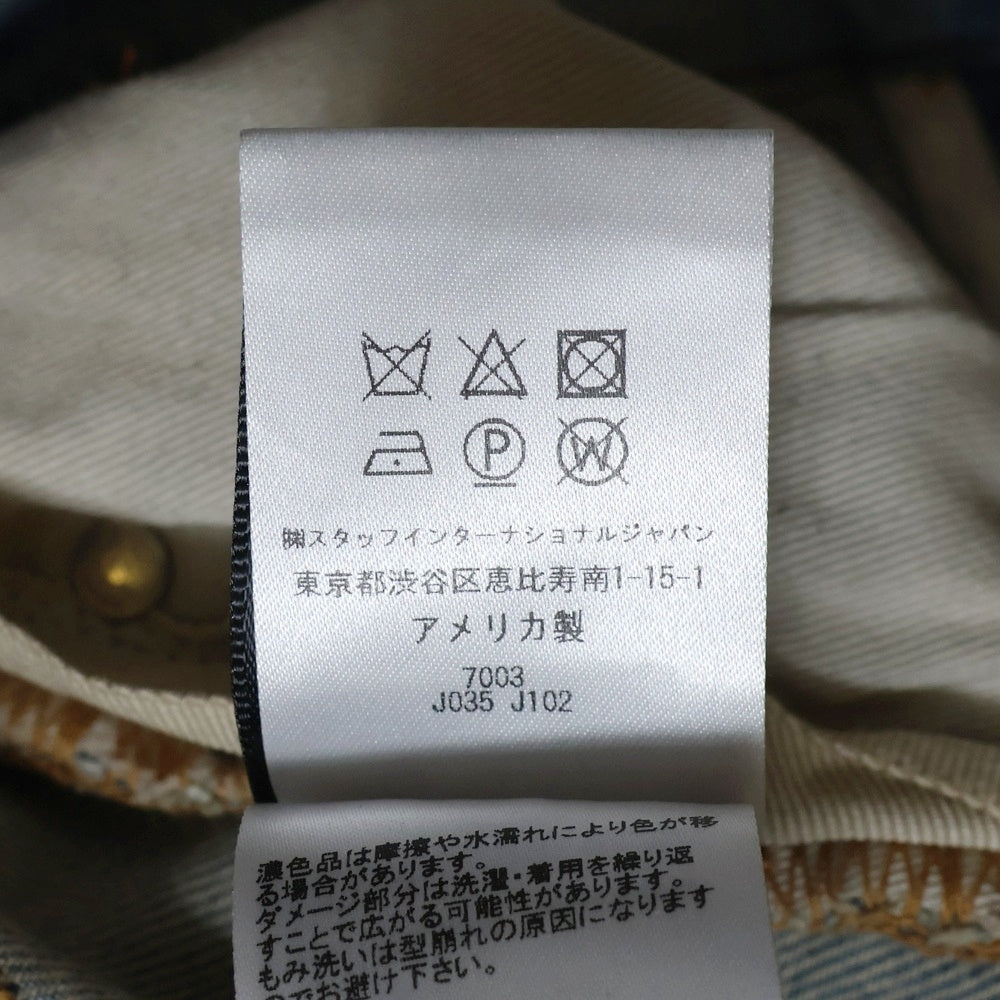 P W
㈱スタッフインターナショナルジャパン
東京都渋谷区恵比寿南1-15-1
アメリカ製
7003
J035 J102
濃色品は摩擦や水濡れにより色が移
る場合があります。
ダメージ部分は洗濯・着用を繰り返
すことで広がる可能性があります。
もみ洗いは型崩れの原因になります
のでお避け下さい。